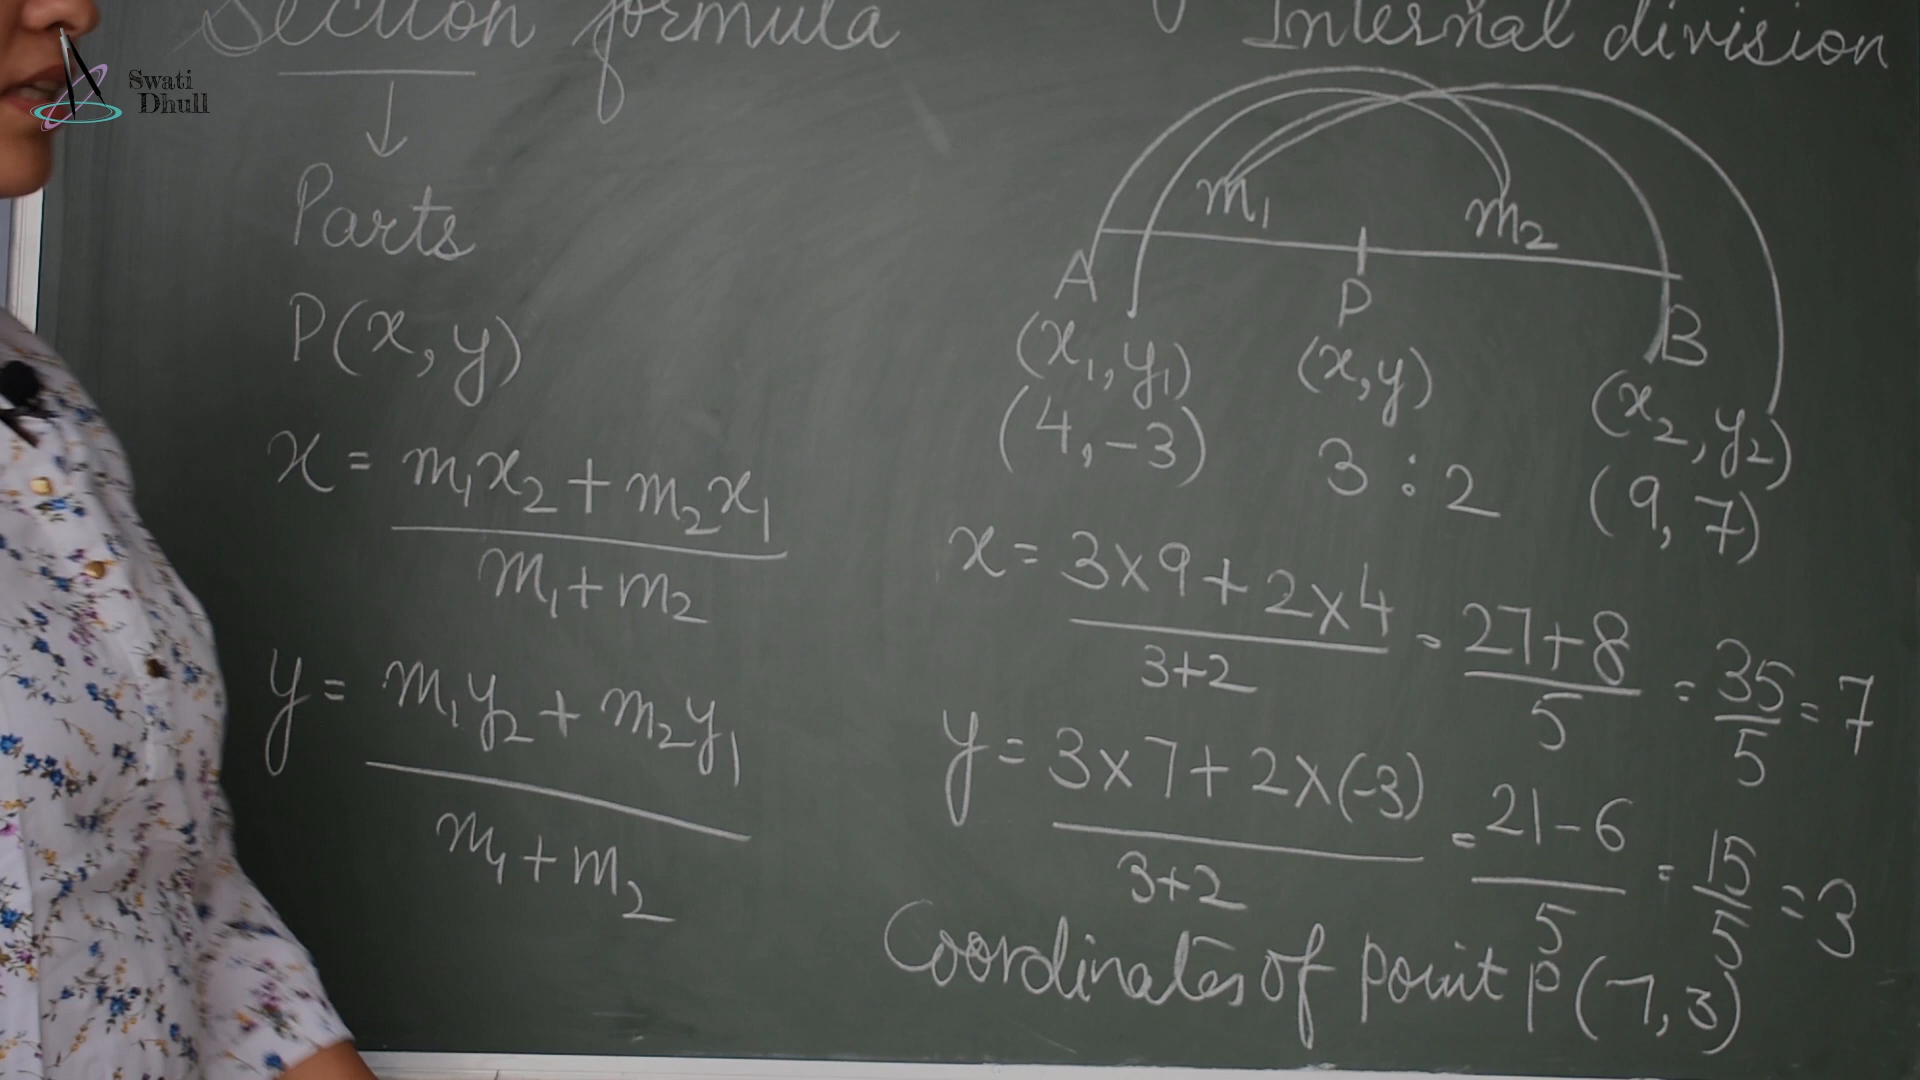 Section formula
Swati
Dhull
Parts
P(x, y)
x = m₁x₂ + m₂x₁
m₁ + m₂
y = m₁y₂ + m₂y₁
m₁ + m₂
Internal division
m₁ m₂
A P B
(x₁, y₁) (x, y) (x₂, y₂)
(4, -3) 3 : 2 (9, 7)
x = 3×9 + 2×4 = 27+8 = 35 = 7
3+2 5 5
y = 3×7 + 2×(-3) = 21-6 = 15 = 3
3+2 5 5
Coordinates of point P(7, 3)